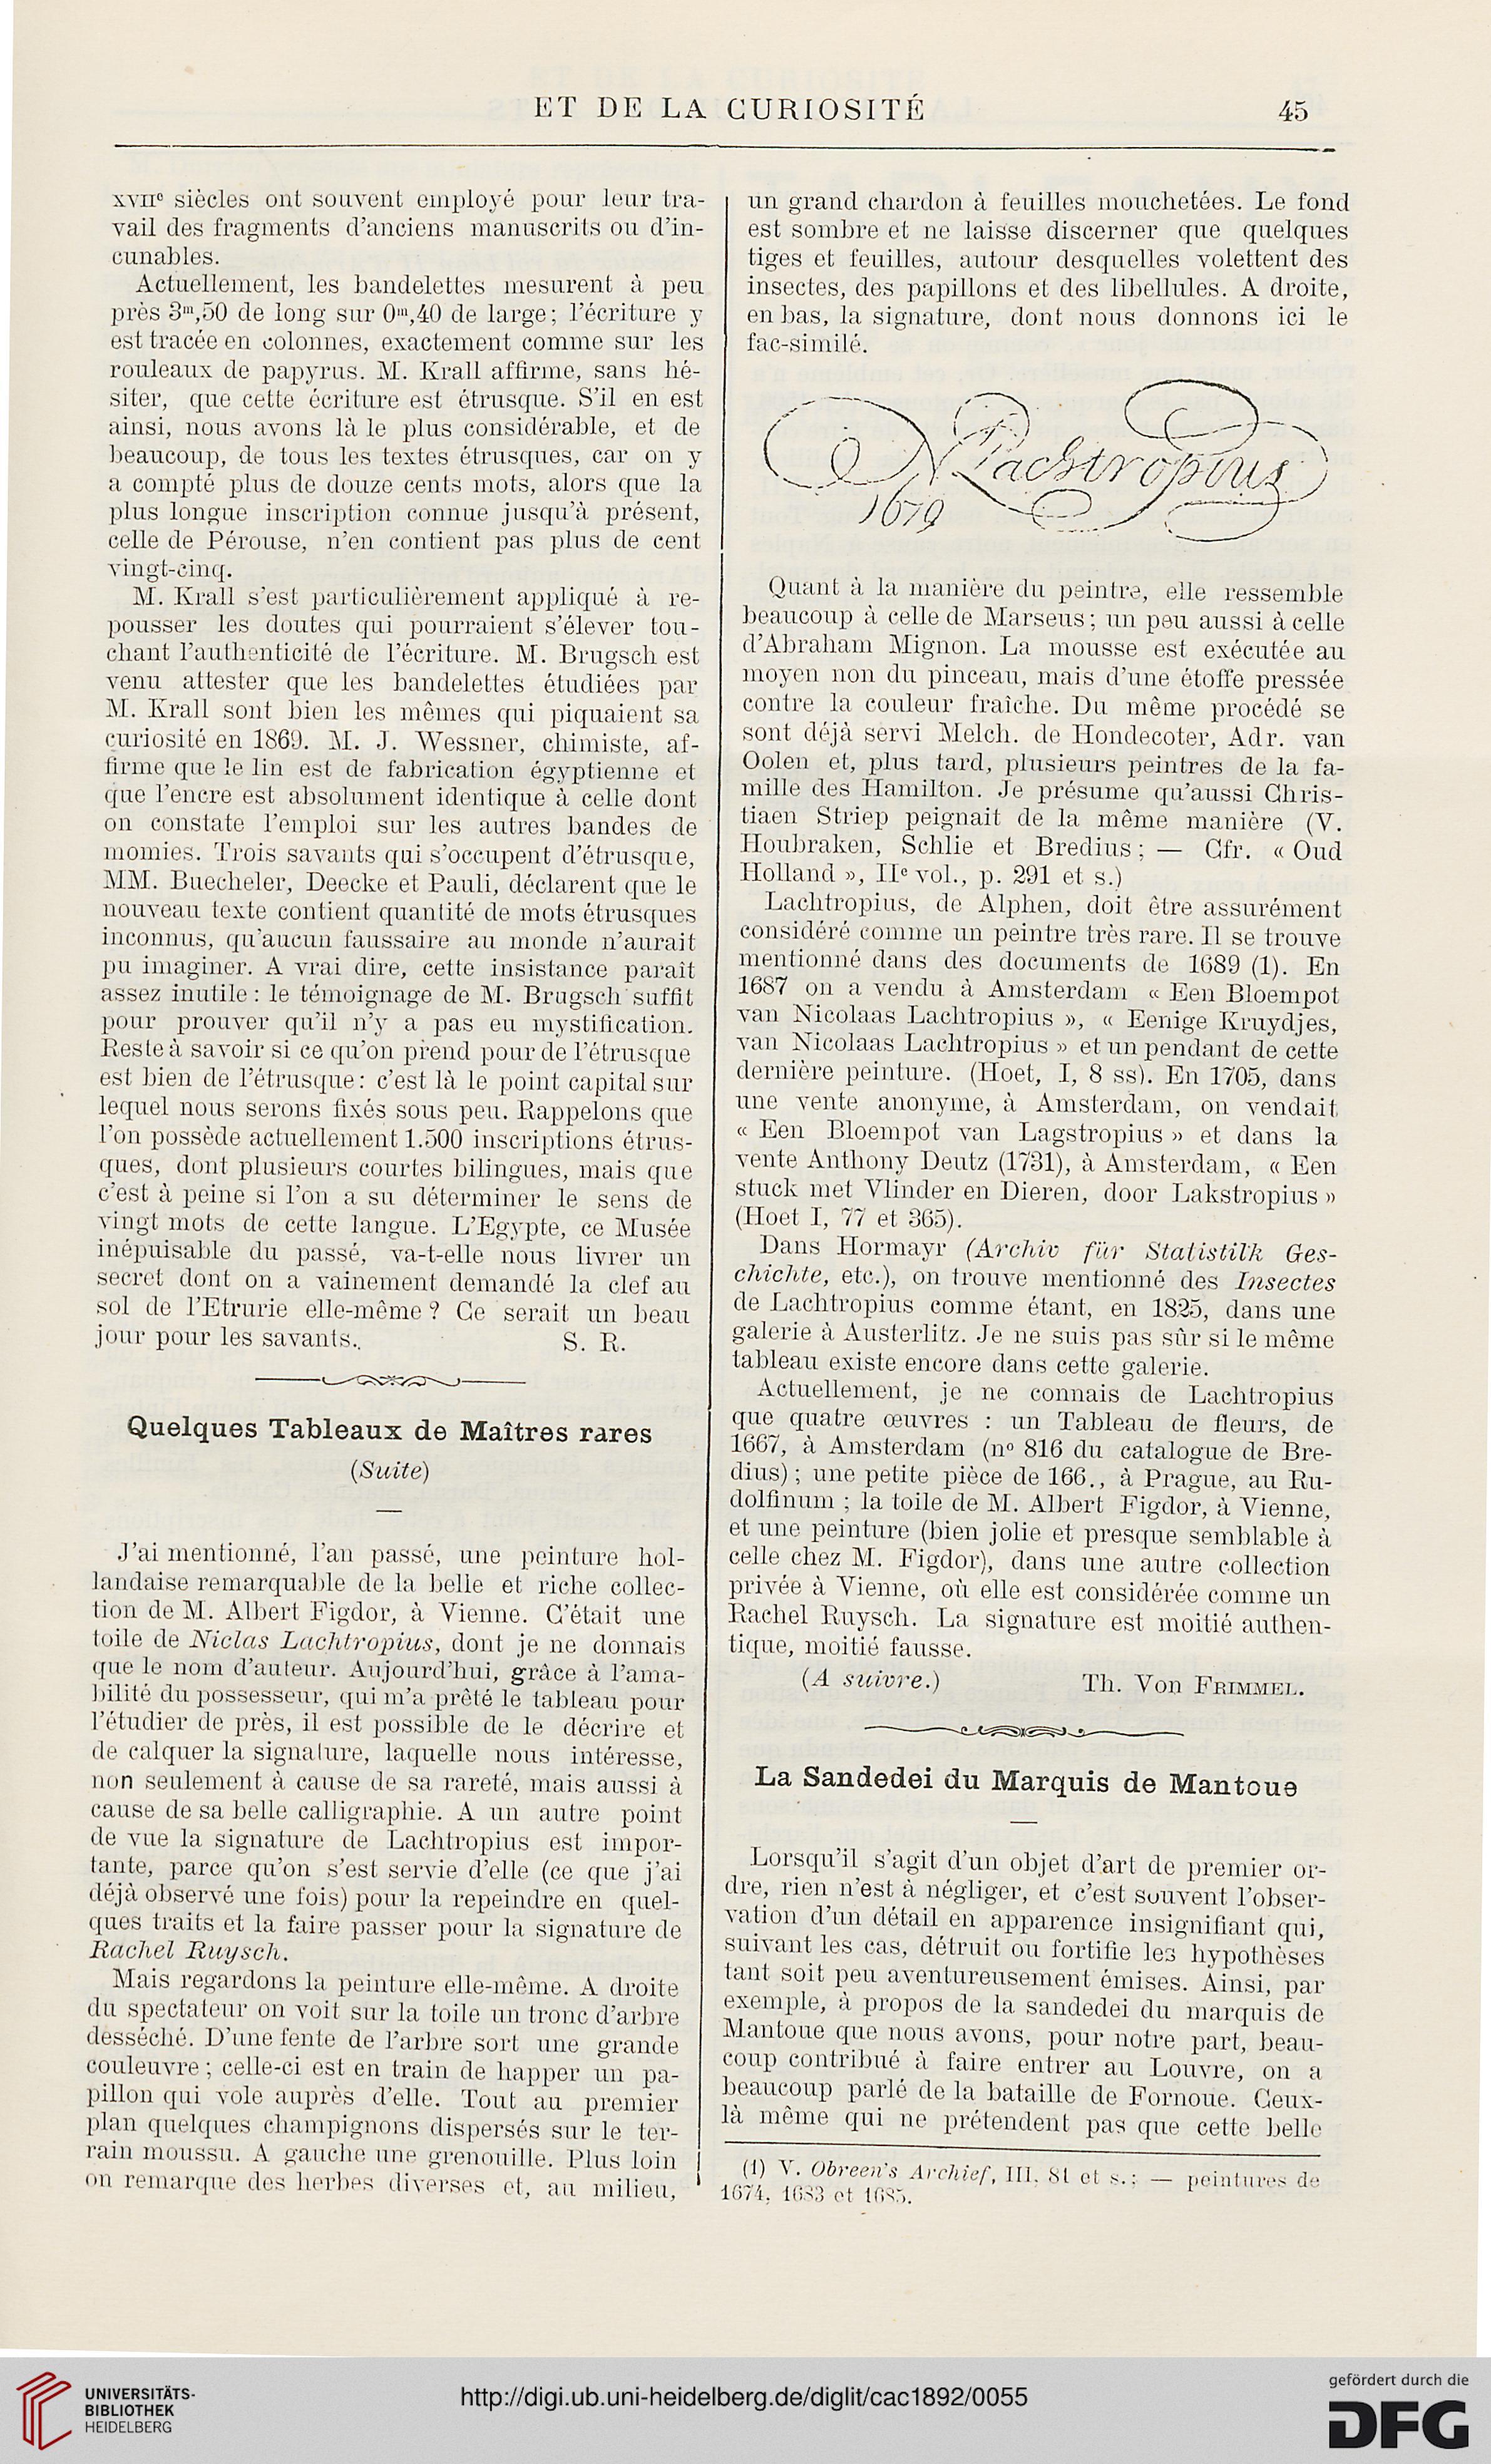 ET DE LA CURIOSITÉ
45
XVIIe siècles ont souvent employé pour leur tra-
vail des fragments d'anciens manuscrits ou d'in-
cunables.
Actuellement, les bandelettes mesurent à peu
près 3m,50 de long sur 0m,40 de large; l'écriture y
est tracée en colonnes, exactement comme sur les
rouleaux de papyrus. M. Krall affirme, sans hé-
siter, que cette écriture est étrusque. S'il en est
ainsi, nous avons là le plus considérable, et de
beaucoup, de tous les textes étrusques, car on y
a compté plus de douze cents mots, alors que la
plus longue inscription connue jusqu'à présent,
celle de Pérouse, n'en contient pas plus de cent
vingt-cinq.
M. Krall s'est particulièrement appliqué à re-
pousser les doutes qui pourraient s'élever tou-
chant l'authenticité de l'écriture. M. Brugsch est
venu attester que les bandelettes étudiées par
M. Krall sont bien les mêmes qui piquaient sa
curiosité en 1869. M. J. Wessner, chimiste, af-
firme que le lin est de fabrication égyptienne et
que l'encre est absolument identique à celle dont
on constate l'emploi sur les autres bandes de
momies. Trois savants qui s'occupent d'étrusque,
MM. Buecheler, Deecke et Pauli, déclarent que le
nouveau texte contient quantité de mots étrusques
inconnus, qu'aucun faussaire au monde n'aurait
pu imaginer. A vrai dire, cette insistance paraît
assez inutile : le témoignage de M. Brugsch suffit
pour prouver qu'il n'y a pas eu mystification.
Reste à savoir si ce qu'on prend pour de l'étrusque
est bien de l'étrusque : c'est là le point capital sur
lequel nous serons fixés sous peu. Rappelons que
l'on possède actuellement 1.500 inscriptions étrus-
ques, dont plusieurs courtes bilingues, mais que
c'est à peine si l'on a su déterminer le sens de
vingt mots de cette langue. L'Egypte, ce Musée
inépuisable du passé, va-t-elle nous livrer un
secret dont on a vainement demandé la clef au
sol de l'Etrurie elle-même ? Ce serait un beau
jour pour les savants. S. R.
Quelques Tableaux de Maîtres rares
(Suite)
J'ai mentionné, l'an passé, une peinture hol-
landaise remarquable de la belle et riche collec-
tion de M. Albert Figdor, à Vienne. C'était une
toile de Niclas Lachtropius, dont je ne donnais
que le nom d'auteur. Aujourd'hui, grâce à l'ama-
bilité du possesseur, qui m'a prêté le tableau pour
l'étudier de près, il est possible de le décrire et
de calquer la signature, laquelle nous intéresse,
non seulement à cause de sa rareté, mais aussi à
cause de sa belle calligraphie. A un autre point
de vue la signature de Lachtropius est impor-
tante, parce qu'on s'est servie d'elle (ce que j'ai
déjà observé une fois) pour la repeindre en quel-
ques traits et la faire passer pour la signature de
Rachel Ruysch.
Mais regardons la peinture elle-même. A droite
du spectateur on voit sur la toile un tronc d'arbre
desséché. D'une fente de l'arbre sort une grande
couleuvre ; celle-ci est en train de happer un pa-
pillon qui vole auprès d'elle. Tout au premier
plan quelques champignons dispersés sur le ter-
rain moussu. A gauche une grenouille. Plus loin
on remarque des herbes diverses et, au milieu,
un grand chardon à feuilles mouchetées. Le fond
est sombre et ne laisse discerner que quelques
tiges et feuilles, autour desquelles volettent des
insectes, des papillons et des libellules. A droite,
en bas, la signature, dont nous donnons ici le
fac-similé.
N Lachtropius
1679
Quant à la manière du peintre, elle ressemble
beaucoup à celle de Marseus ; un peu aussi à celle
d'Abraham Mignon. La mousse est exécutée au
moyen non du pinceau, mais d'une étoffe pressée
contre la couleur fraîche. Du même procédé se
sont déjà servi Melch. de Hondecoter, Adr. van
Oolen et, plus tard, plusieurs peintres de la fa-
mille des Hamilton. Je présume qu'aussi Chris-
tiaen Striep peignait de la même manière (V.
Houbraken, Schlie et Bredius ; — Cfr. « Oud
Holland », IIe vol., p. 291 et s.)
Lachtropius, de Alphen, doit être assurément
considéré comme un peintre très rare. Il se trouve
mentionné dans des documents de 1689 (1). En
1687 on a vendu à Amsterdam « Een Bloempot
van Nicolaas Lachtropius », « Eenige Kruydjes,
van Nicolaas Lachtropius » et un pendant de cette
dernière peinture. (Hoet, I, 8 ss). En 1705, dans
une vente anonyme, à Amsterdam, on vendait
« Een Bloempot van Lagstropius » et dans la
vente Anthony Deutz (1731), à Amsterdam, « Een
stuck met Vlinder en Dieren, door Lakstropius »
(Hoet I, 77 et 365).
Dans Hormayr (Archiv für Statistilk Ges-
chichte, etc.), on trouve mentionné des Insectes
de Lachtropius comme étant, en 1825, dans une
galerie à Austerlitz. Je ne suis pas sûr si le même
tableau existe encore dans cette galerie.
Actuellement, je ne connais de Lachtropius
que quatre œuvres : un Tableau de fleurs, de
1667, à Amsterdam (no 816 du catalogue de Bre-
dius) ; une petite pièce de 166., à Prague, au Ru-
dolfinum ; la toile de M. Albert Figdor, à Vienne,
et une peinture (bien jolie et presque semblable à
celle chez M. Figdor), dans une autre collection
privée à Vienne, où elle est considérée comme un
Rachel Ruysch. La signature est moitié authen-
tique, moitié fausse.
(A suivre.) Th. Von FRIMMEL.
La Sandedei du Marquis de Mantoue
Lorsqu'il s'agit d'un objet d'art de premier or-
dre, rien n'est à négliger, et c'est souvent l'obser-
vation d'un détail en apparence insignifiant qui,
suivant les cas, détruit ou fortifie les hypothèses
tant soit peu aventureusement émises. Ainsi, par
exemple, à propos de la sandedei du marquis de
Mantoue que nous avons, pour notre part, beau-
coup contribué à faire entrer au Louvre, on a
beaucoup parlé de la bataille de Fornoue. Ceux-
là même qui ne prétendent pas que cette belle
(1) V. Obreen's Archief, III, 81 et s. ; — peintures de
1674, 1683 et 1685.
UNIVERSITÄTS-
BIBLIOTHEK
HEIDELBERG
http://digi.ub.uni-heidelberg.de/diglit/cac1892/0055
gefördert durch die
DFG